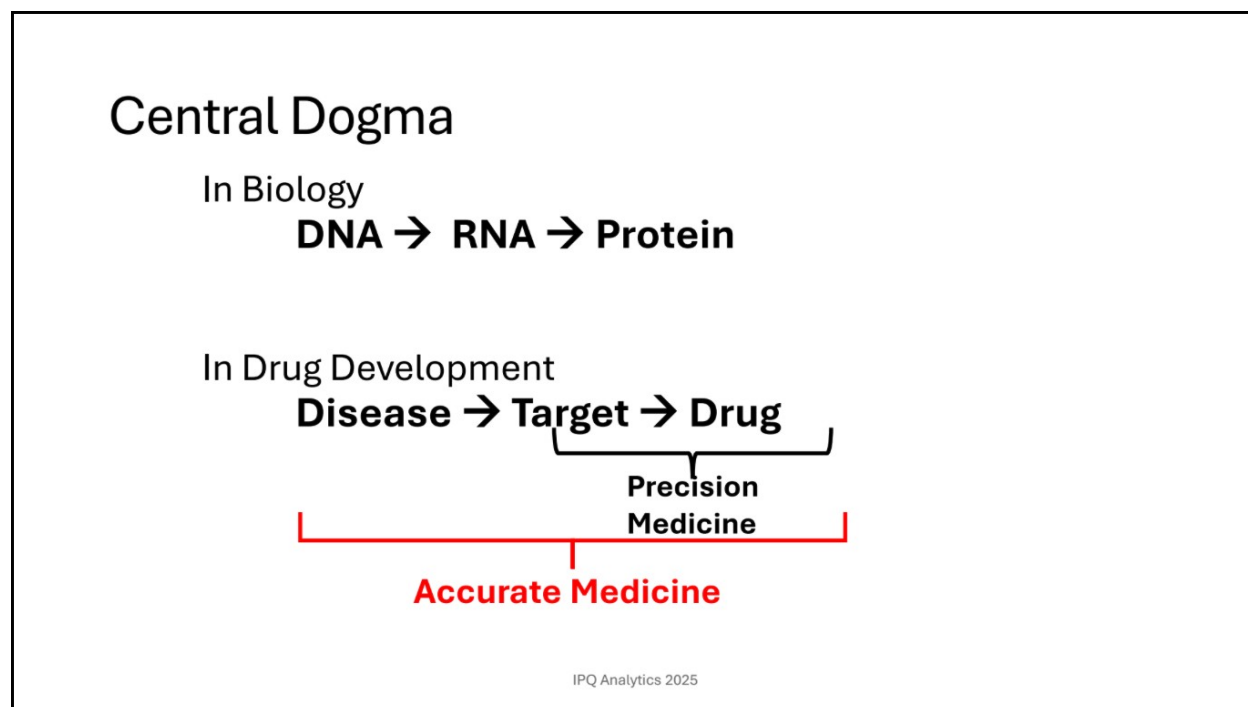 Central Dogma
In Biology
DNA → RNA → Protein
In Drug Development
Disease → Target → Drug
Precision
Medicine
Accurate Medicine
IPQ Analytics 2025